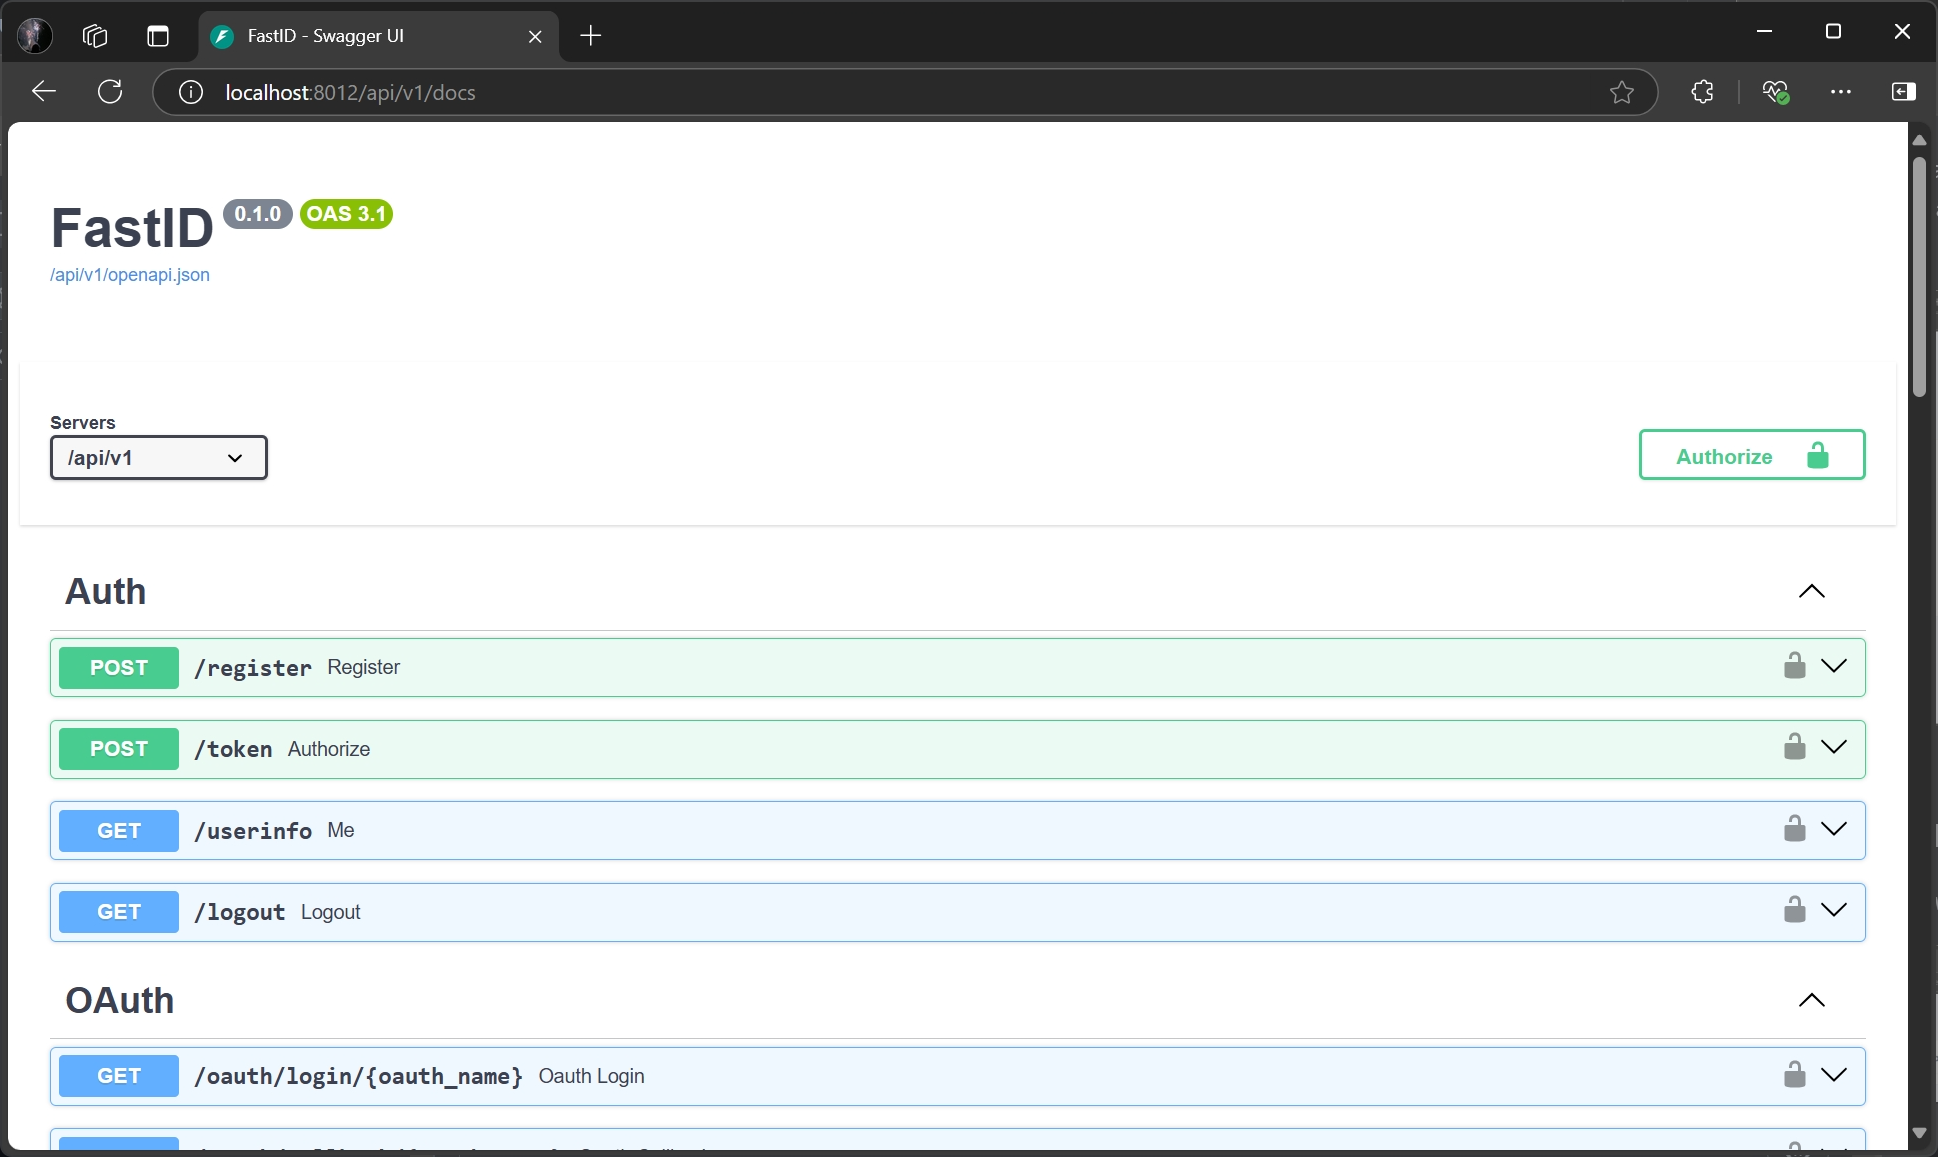 FastID - Swagger UI
localhost:8012/api/v1/docs
FastID 0.1.0 OAS 3.1
/api/v1/openapi.json
Servers
/api/v1
Authorize
Auth
POST /register Register
POST /token Authorize
GET /userinfo Me
GET /logout Logout
OAuth
GET /oauth/login/{oauth_name} Oauth Login